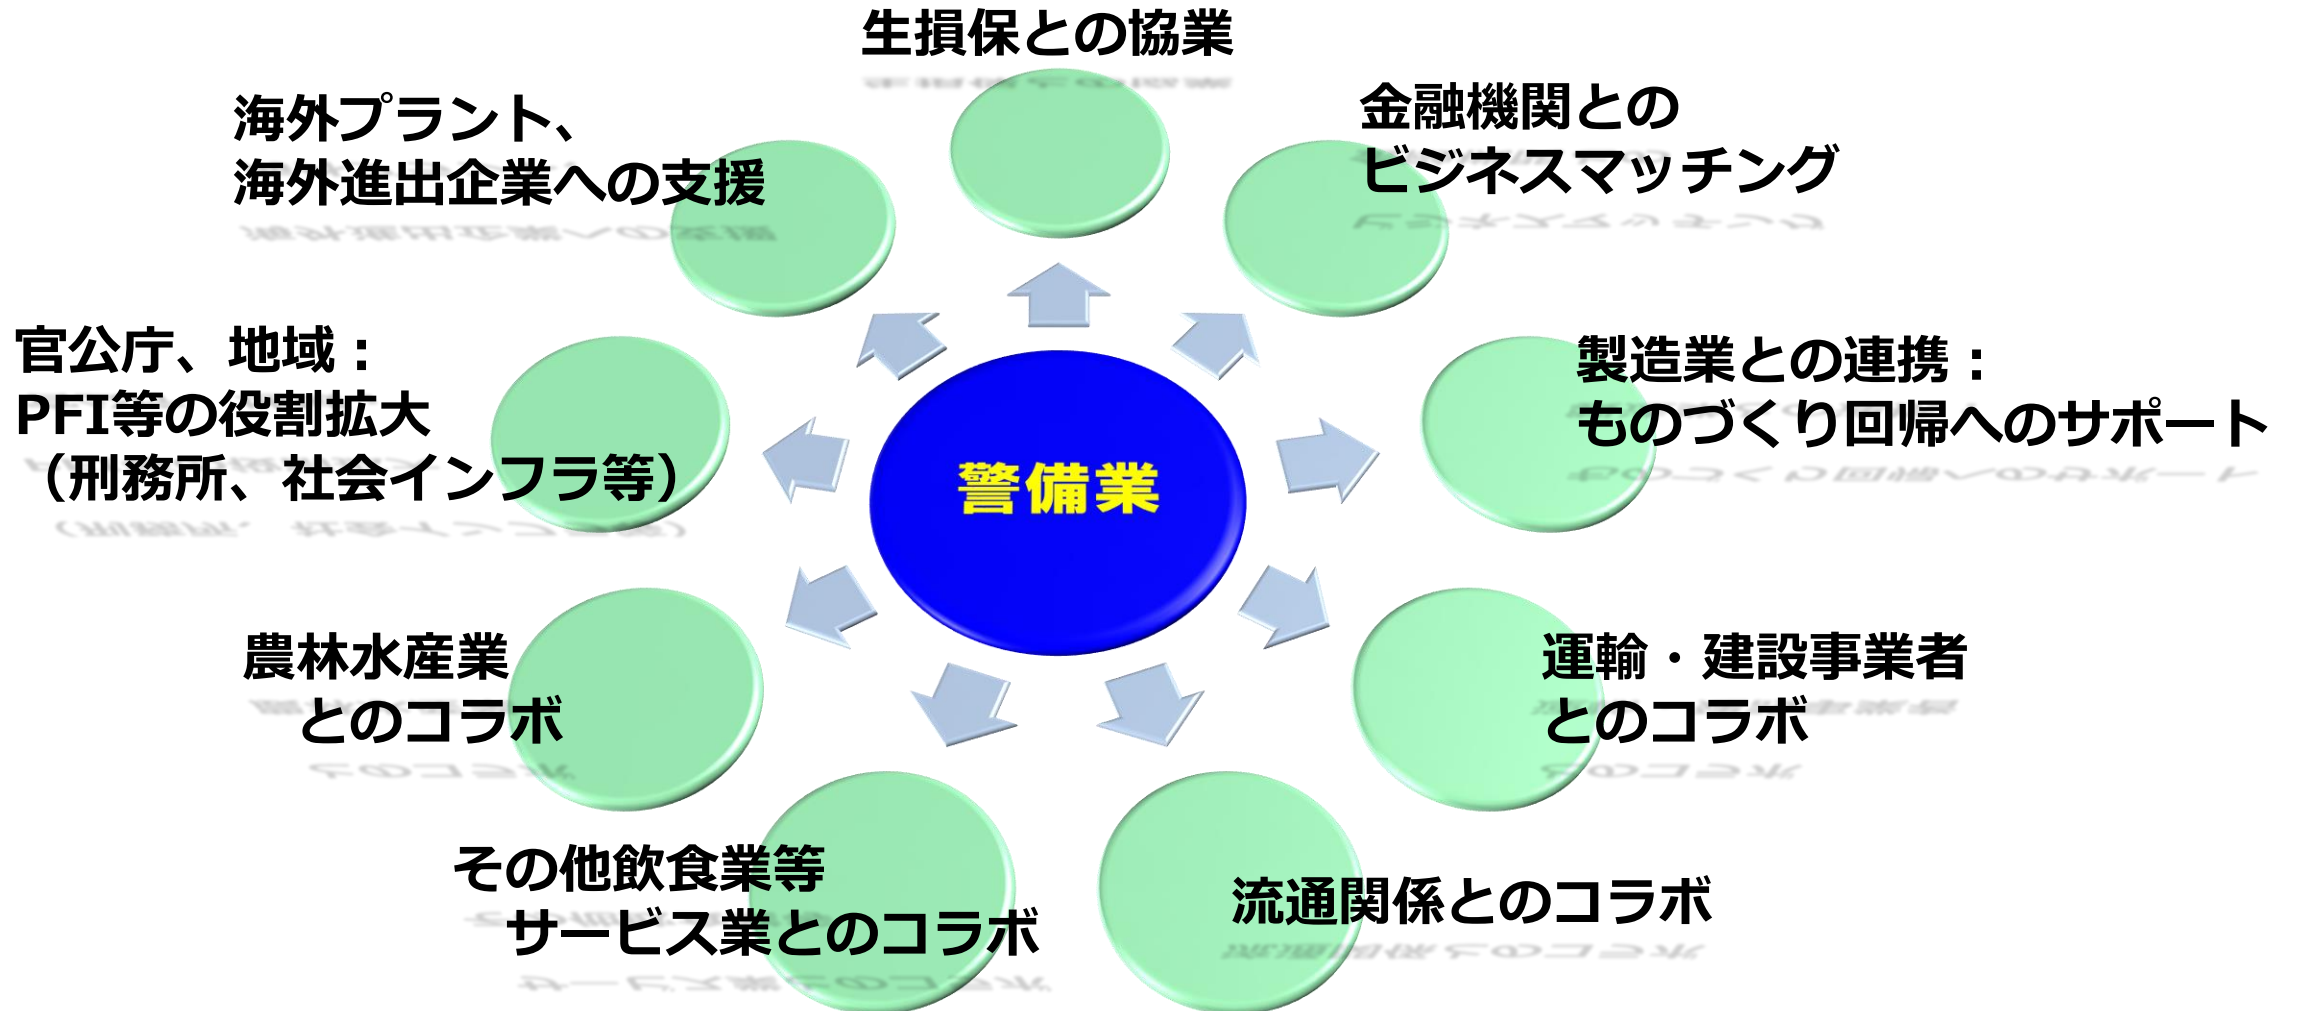 生損保との協業
金融機関との
ビジネスマッチング
海外プラント、
海外進出企業への支援
製造業との連携：
ものづくり回帰へのサポート
官公庁、地域：
PFI等の役割拡大
（刑務所、社会インフラ等）
警備業
運輸・建設事業者
とのコラボ
農林水産業
とのコラボ
流通関係とのコラボ
その他飲食業等
サービス業とのコラボ